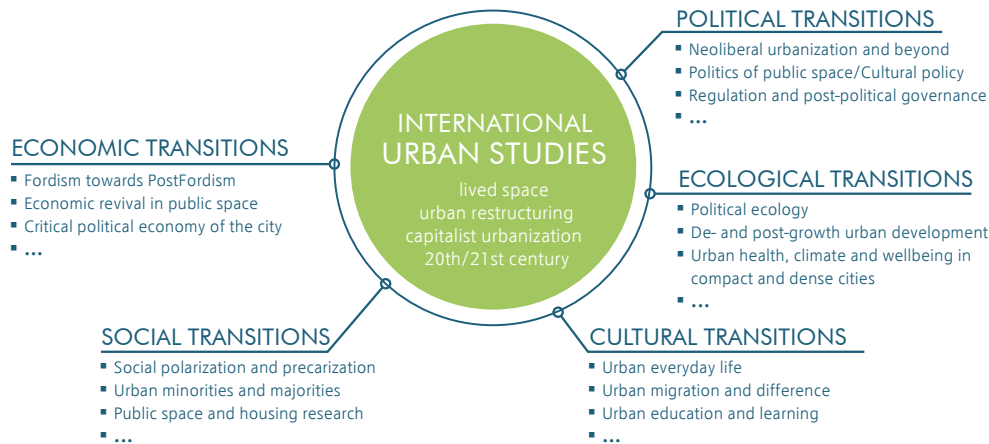 INTERNATIONAL
URBAN STUDIES
lived space
urban restructuring
capitalist urbanization
20th/21st century
POLITICAL TRANSITIONS
▪ Neoliberal urbanization and beyond
▪ Politics of public space/Cultural policy
▪ Regulation and post-political governance
▪ ...
ECONOMIC TRANSITIONS
▪ Fordism towards PostFordism
▪ Economic revival in public space
▪ Critical political economy of the city
▪ ...
ECOLOGICAL TRANSITIONS
▪ Political ecology
▪ De- and post-growth urban development
▪ Urban health, climate and wellbeing in
compact and dense cities
▪ ...
SOCIAL TRANSITIONS
▪ Social polarization and precarization
▪ Urban minorities and majorities
▪ Public space and housing research
▪ ...
CULTURAL TRANSITIONS
▪ Urban everyday life
▪ Urban migration and difference
▪ Urban education and learning
▪ ...